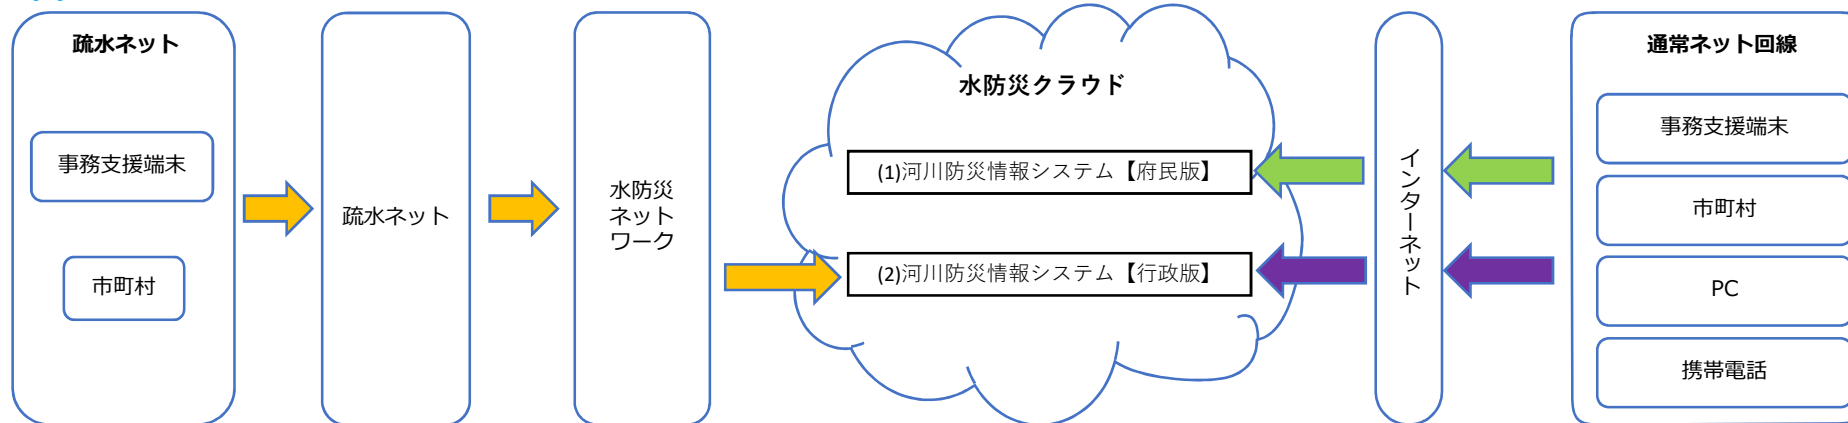 疏水ネット
事務支援端末
市町村
疏水ネット
水防災
ネット
ワーク
水防災クラウド
(1)河川防災情報システム【府民版】
(2)河川防災情報システム【行政版】
インターネット
通常ネット回線
事務支援端末
市町村
PC
携帯電話